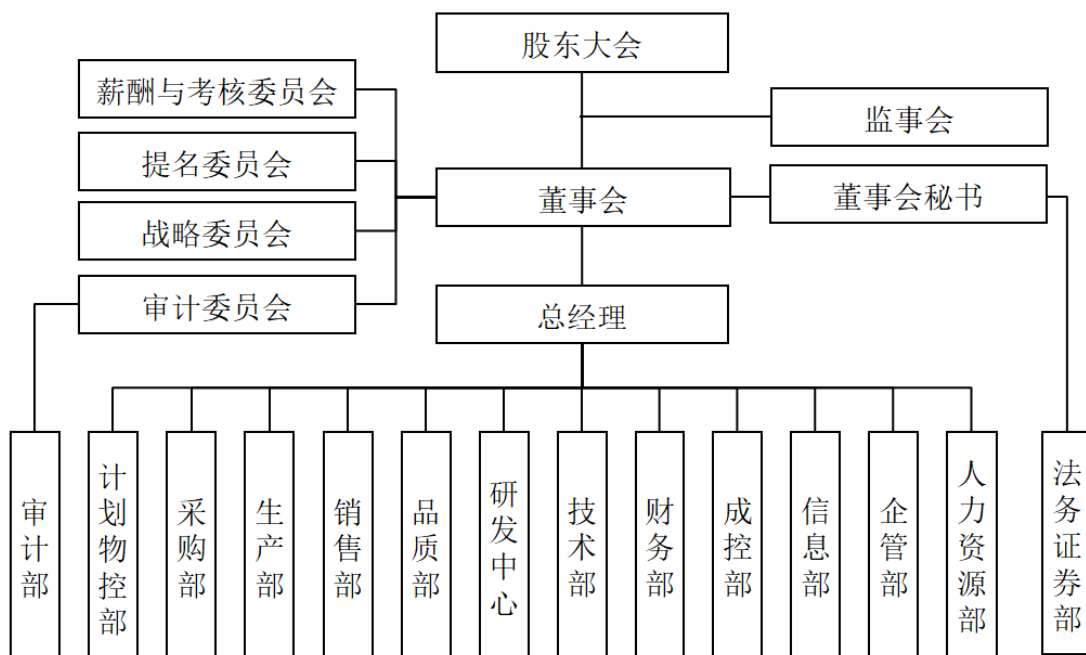 股东大会
薪酬与考核委员会
监事会
提名委员会
董事会
董事会秘书
战略委员会
审计委员会
总经理
审计部
计划物控部
采购部
生产部
销售部
品质部
研发中心
技术部
财务部
成控部
信息部
企管部
人力资源部
法务证券部